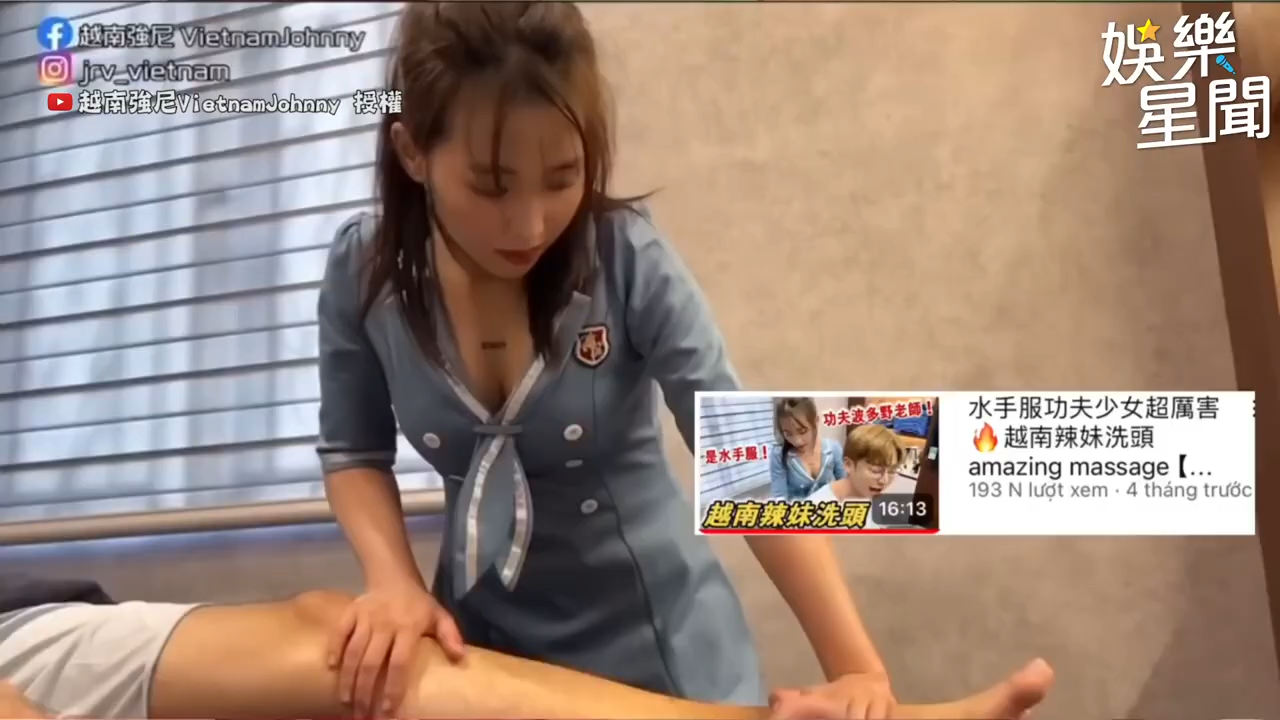 越南強尼 VietnamJohnny
jrv_vietnam
越南強尼VietnamJohnny 授權
娛樂
星聞
功夫波多野老師!
是水手服!
越南辣妹洗頭
16:13
水手服功夫少女超厲害
🔥越南辣妹洗頭
amazing massage【...
193 N lượt xem · 4 tháng trước